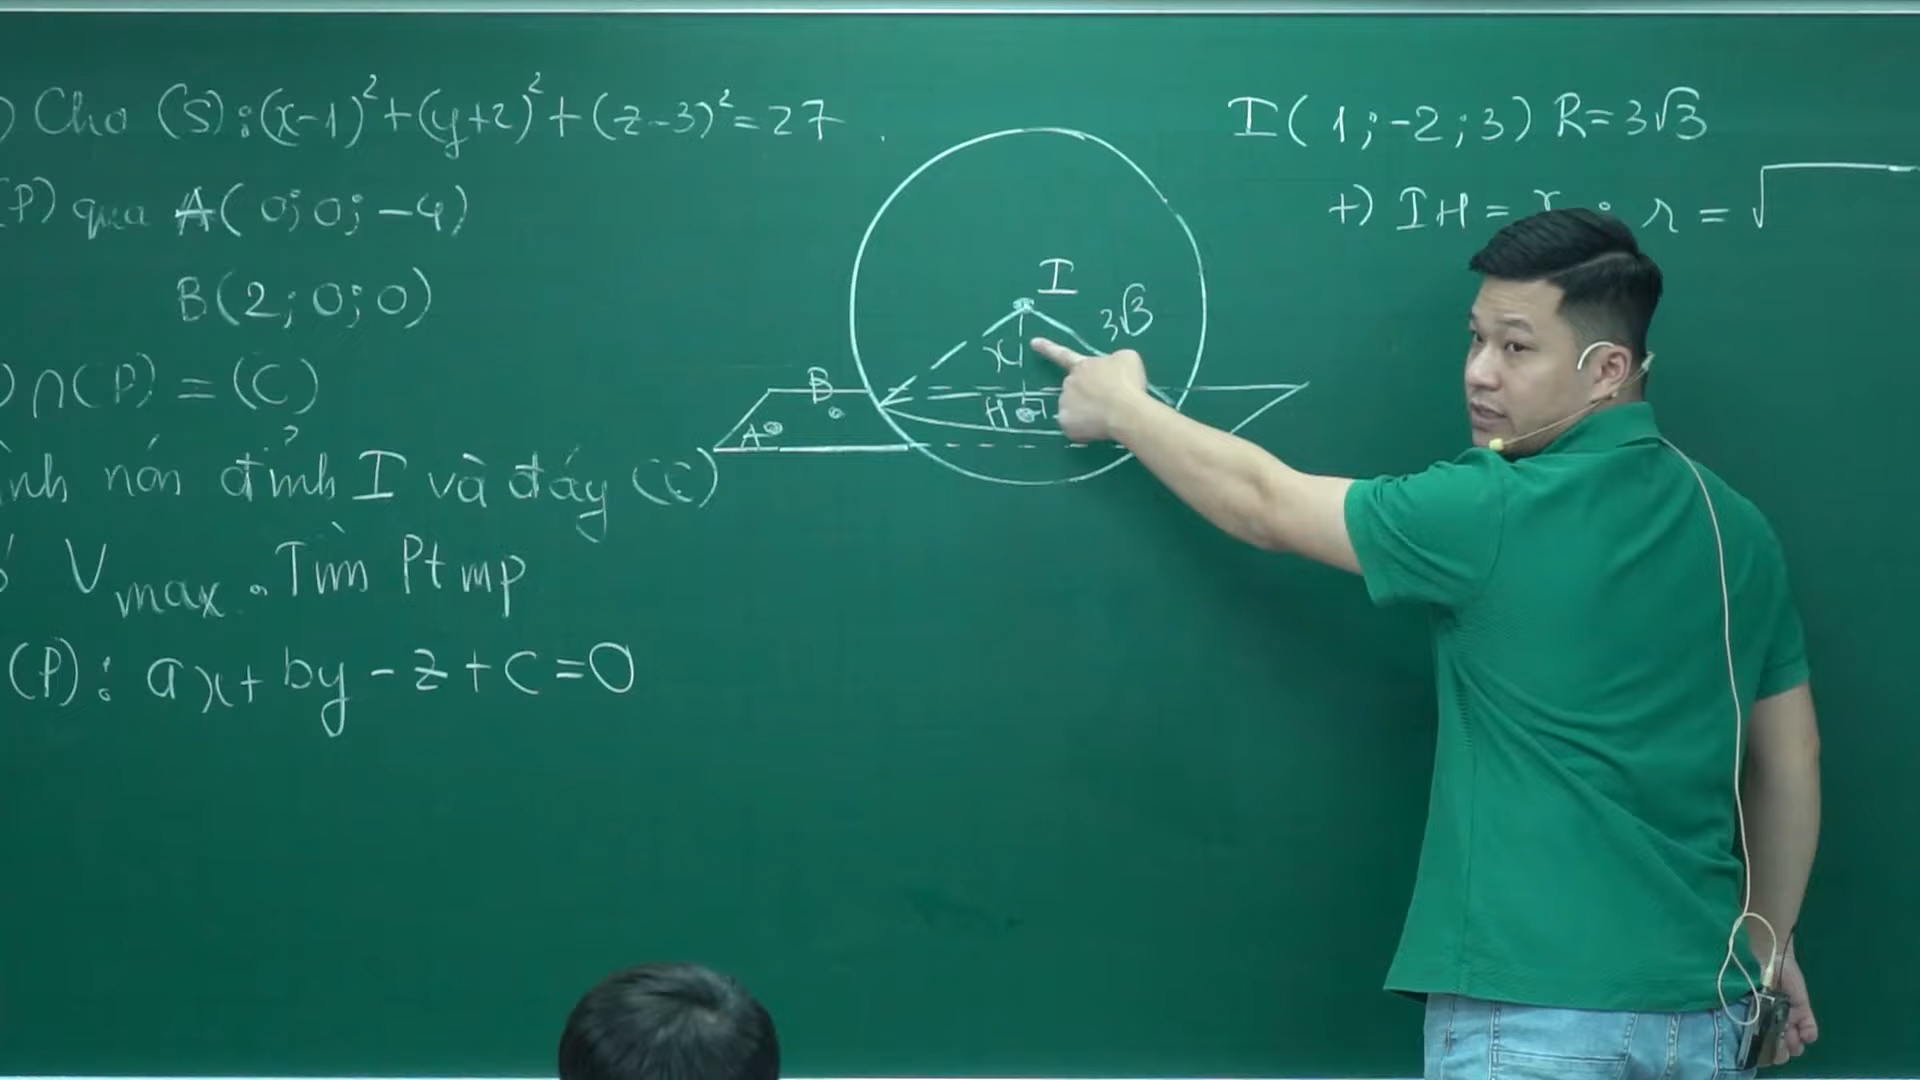 ) Cho (S): (x-1)²+(y+2)²+(z-3)²=27
(P) qua A(0;0;-4)
B(2;0;0)
)∩(P) = (C)
ình nón đỉnh I và đáy (C)
V max. Tìm Pt mp
(P): ax+by-z+c=0
I
3√3
x
B
H
A
I(1;-2;3) R=3√3
+) IH = x ; r = √